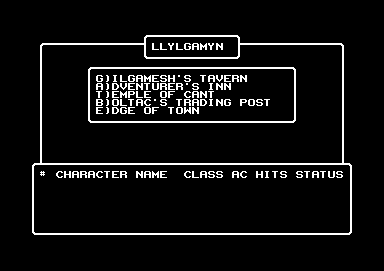 LLYLGAMYN
G)ILGAMESH'S TAVERN
A)DVENTURER'S INN
T)EMPLE OF CANT
B)OLTAC'S TRADING POST
E)DGE OF TOWN
# CHARACTER NAME CLASS AC HITS STATUS